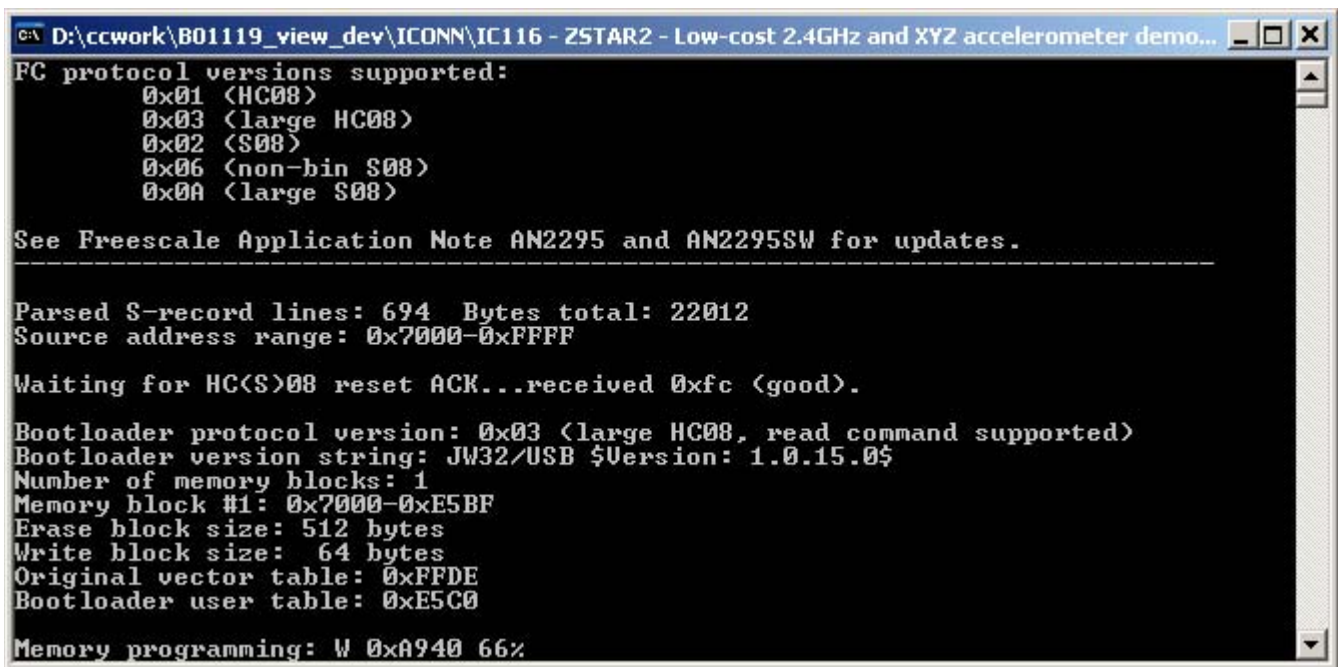 D:\ccwork\B01119_view_dev\ICONN\IC116 - ZSTAR2 - Low-cost 2.4GHz and XYZ accelerometer demo...
FC protocol versions supported:
0x01 (HC08)
0x03 (large HC08)
0x02 (S08)
0x06 (non-bin S08)
0x0A (large S08)
See Freescale Application Note AN2295 and AN2295SW for updates.
---------------------------------------------------------------------------
Parsed S-record lines: 694  Bytes total: 22012
Source address range: 0x7000-0xFFFF
Waiting for HC(S)08 reset ACK...received 0xfc (good).
Bootloader protocol version: 0x03 (large HC08, read command supported)
Bootloader version string: JW32/USB $Version: 1.0.15.0$
Number of memory blocks: 1
Memory block #1: 0x7000-0xE5BF
Erase block size: 512 bytes
Write block size:  64 bytes
Original vector table: 0xFFDE
Bootloader user table: 0xE5C0
Memory programming: W 0xA940 66%